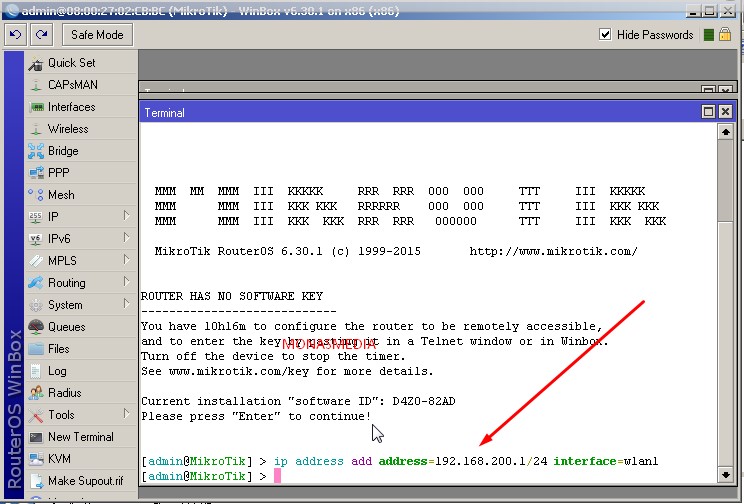 admin@08:00:27:02:CB:BC (MikroTik) - WinBox v6.30.1 on x86 (x86)
Safe Mode
Hide Passwords
Quick Set
CAPsMAN
Interfaces
Wireless
Bridge
PPP
Mesh
IP
IPv6
MPLS
Routing
System
Queues
Files
Log
Radius
Tools
New Terminal
KVM
Make Supout.rif
RouterOS WinBox
Terminal
MMM MM MMM III KKKKK RRR RRR OOO OOO TTT III KKKKK
MMM MMM III KKK KKK RRRRRR OOO OOO TTT III KKK KKK
MMM MMM III KKK KKK RRR RRR OOOOOO TTT III KKK KKK
MikroTik RouterOS 6.30.1 (c) 1999-2015 http://www.mikrotik.com/
ROUTER HAS NO SOFTWARE KEY
----------------------------
You have 10h16m to configure the router to be remotely accessible,
and to enter the key by pasting it in a Telnet window or in Winbox.
MONASMEDIA
Turn off the device to stop the timer.
See www.mikrotik.com/key for more details.
Current installation "software ID": D4Z0-82AD
Please press "Enter" to continue!
[admin@MikroTik] > ip address add address=192.168.200.1/24 interface=wlan1
[admin@MikroTik] >